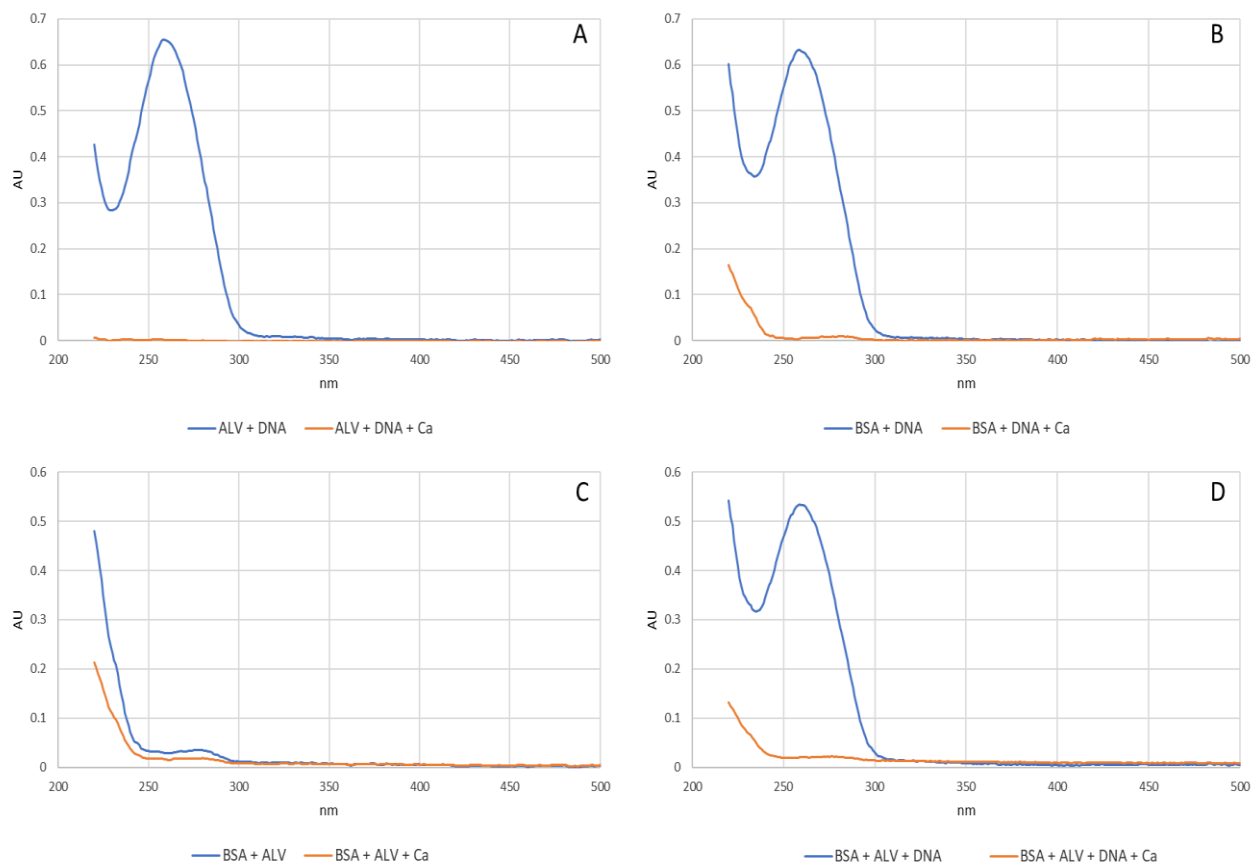 A
0.7
0.6
0.5
0.4
0.3
0.2
0.1
0
AU
200 250 300 350 400 450 500
nm
ALV + DNA ALV + DNA + Ca
B
0.7
0.6
0.5
0.4
0.3
0.2
0.1
0
AU
200 250 300 350 400 450 500
nm
BSA + DNA BSA + DNA + Ca
C
0.6
0.5
0.4
0.3
0.2
0.1
0
AU
200 250 300 350 400 450 500
nm
BSA + ALV BSA + ALV + Ca
D
0.6
0.5
0.4
0.3
0.2
0.1
0
AU
200 250 300 350 400 450 500
nm
BSA + ALV + DNA BSA + ALV + DNA + Ca